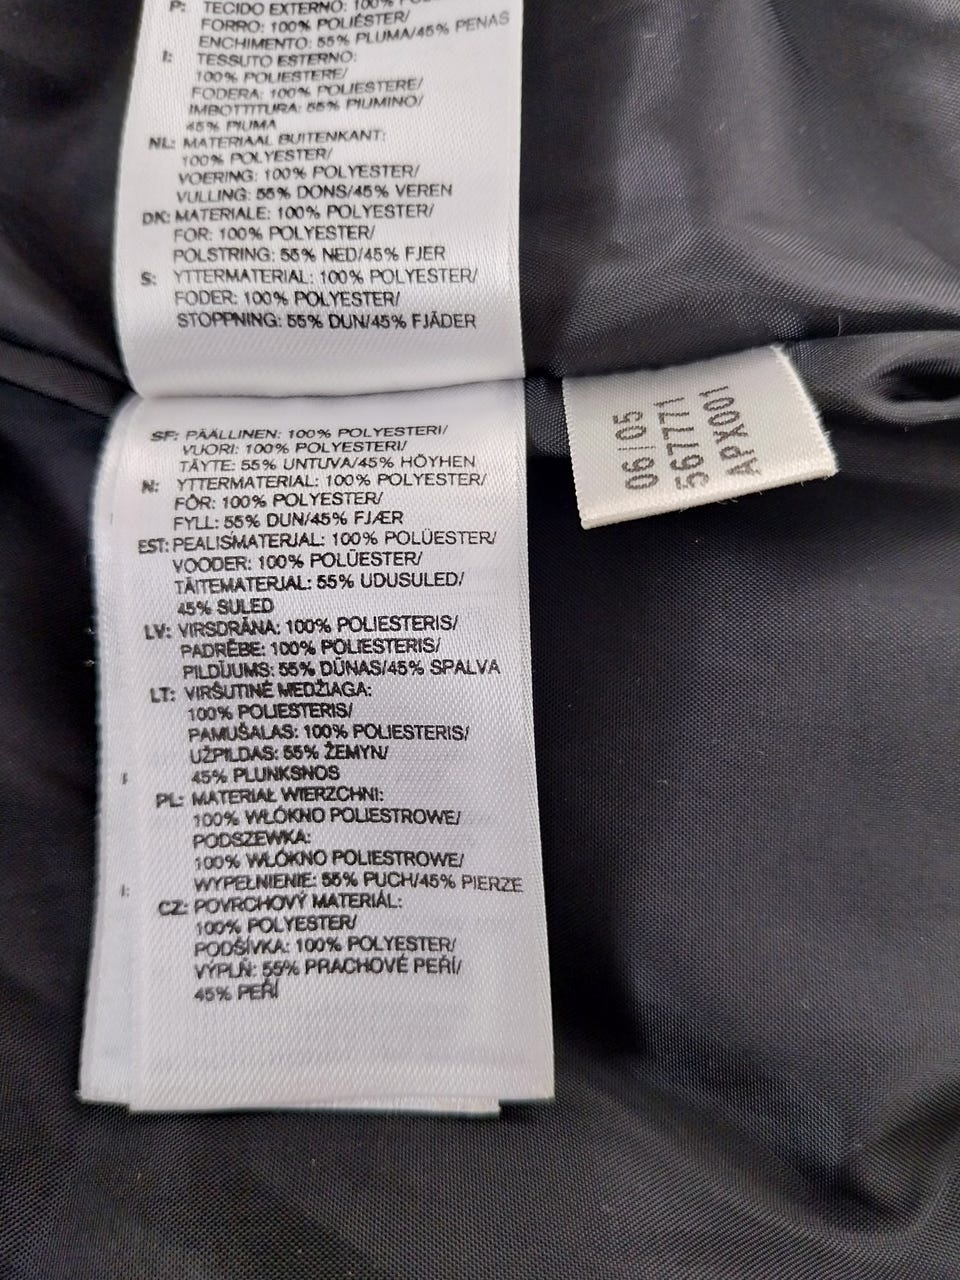 P: TECIDO EXTERNO: 100%
FORRO: 100% POLIÉSTER/
ENCHIMENTO: 55% PLUMA/45% PENAS
I: TESSUTO ESTERNO:
100% POLIESTERE/
FODERA: 100% POLIESTERE/
IMBOTTITURA: 55% PIUMINO/
45% PIUMA
NL: MATERIAAL BUITENKANT:
100% POLYESTER/
VOERING: 100% POLYESTER/
VULLING: 55% DONS/45% VEREN
DK: MATERIALE: 100% POLYESTER/
FOR: 100% POLYESTER/
POLSTRING: 55% NED/45% FJER
S: YTTERMATERIAL: 100% POLYESTER/
FODER: 100% POLYESTER/
STOPPNING: 55% DUN/45% FJÄDER
SF: PÄÄLLINEN: 100% POLYESTERI/
VUORI: 100% POLYESTERI/
TÄYTE: 55% UNTUVA/45% HÖYHEN
N: YTTERMATERIAL: 100% POLYESTER/
FÔR: 100% POLYESTER/
FYLL: 55% DUN/45% FJÆR
EST: PEALISMATERJAL: 100% POLÜESTER/
VOODER: 100% POLÜESTER/
TÄITEMATERJAL: 55% UDUSULED/
45% SULED
LV: VIRSDRĀNA: 100% POLIESTERIS/
PADRĒBE: 100% POLIESTERIS/
PILDĪJUMS: 55% DŪNAS/45% SPALVA
LT: VIRŠUTINĖ MEDŽIAGA:
100% POLIESTERIS/
PAMUŠALAS: 100% POLIESTERIS/
UŽPILDAS: 55% ŽEMYN/
45% PLUNKSNOS
PL: MATERIAŁ WIERZCHNI:
100% WŁÓKNO POLIESTROWE/
PODSZEWKA:
100% WŁÓKNO POLIESTROWE/
WYPEŁNIENIE: 55% PUCH/45% PIERZE
CZ: POVRCHOVÝ MATERIÁL:
100% POLYESTER/
PODŠÍVKA: 100% POLYESTER/
VÝPLŇ: 55% PRACHOVÉ PEŘÍ/
45% PEŘÍ
06/05
567771
APX001